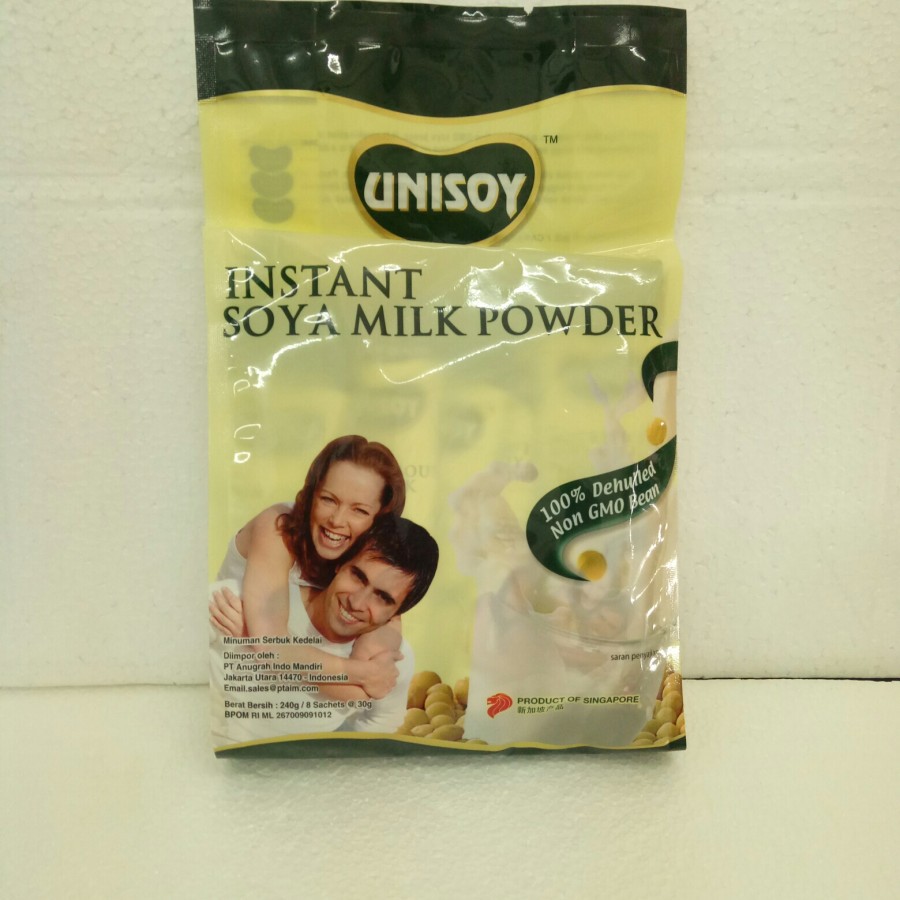 UNISOY
TM
INSTANT
SOYA MILK POWDER
100% Dehulled
Non GMO Bean
Minuman Serbuk Kedelai
Diimpor oleh :
PT Anugrah Indo Mandiri
Jakarta Utara 14470 - Indonesia
Email.sales@ptaim.com
Berat Bersih : 240g / 8 Sachets @ 30g
BPOM RI ML 267009091012
saran
PRODUCT OF SINGAPORE
新加坡产品